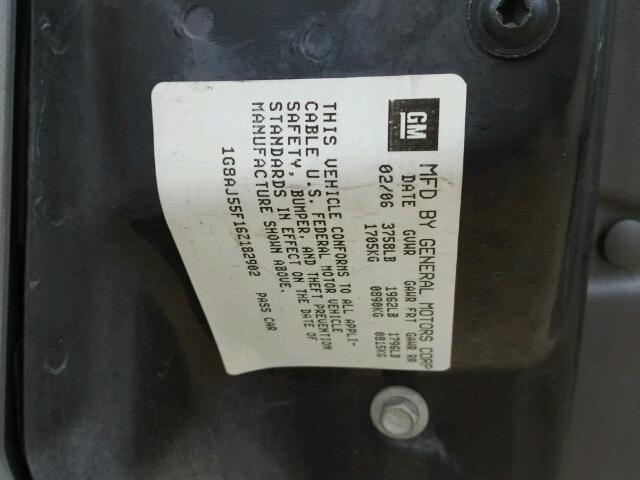 GM
MFD BY GENERAL MOTORS CORP
DATE GVWR GAWR FRT GAWR RR
02/06 3758LB 1962LB 1796LB
1705KG 0890KG 0815KG
THIS VEHICLE CONFORMS TO ALL APPLI-
CABLE U.S. FEDERAL MOTOR VEHICLE
SAFETY, BUMPER, AND THEFT PREVENTION
STANDARDS IN EFFECT ON THE DATE OF
MANUFACTURE SHOWN ABOVE.
1G8AJ55F16Z182902 PASS CAR